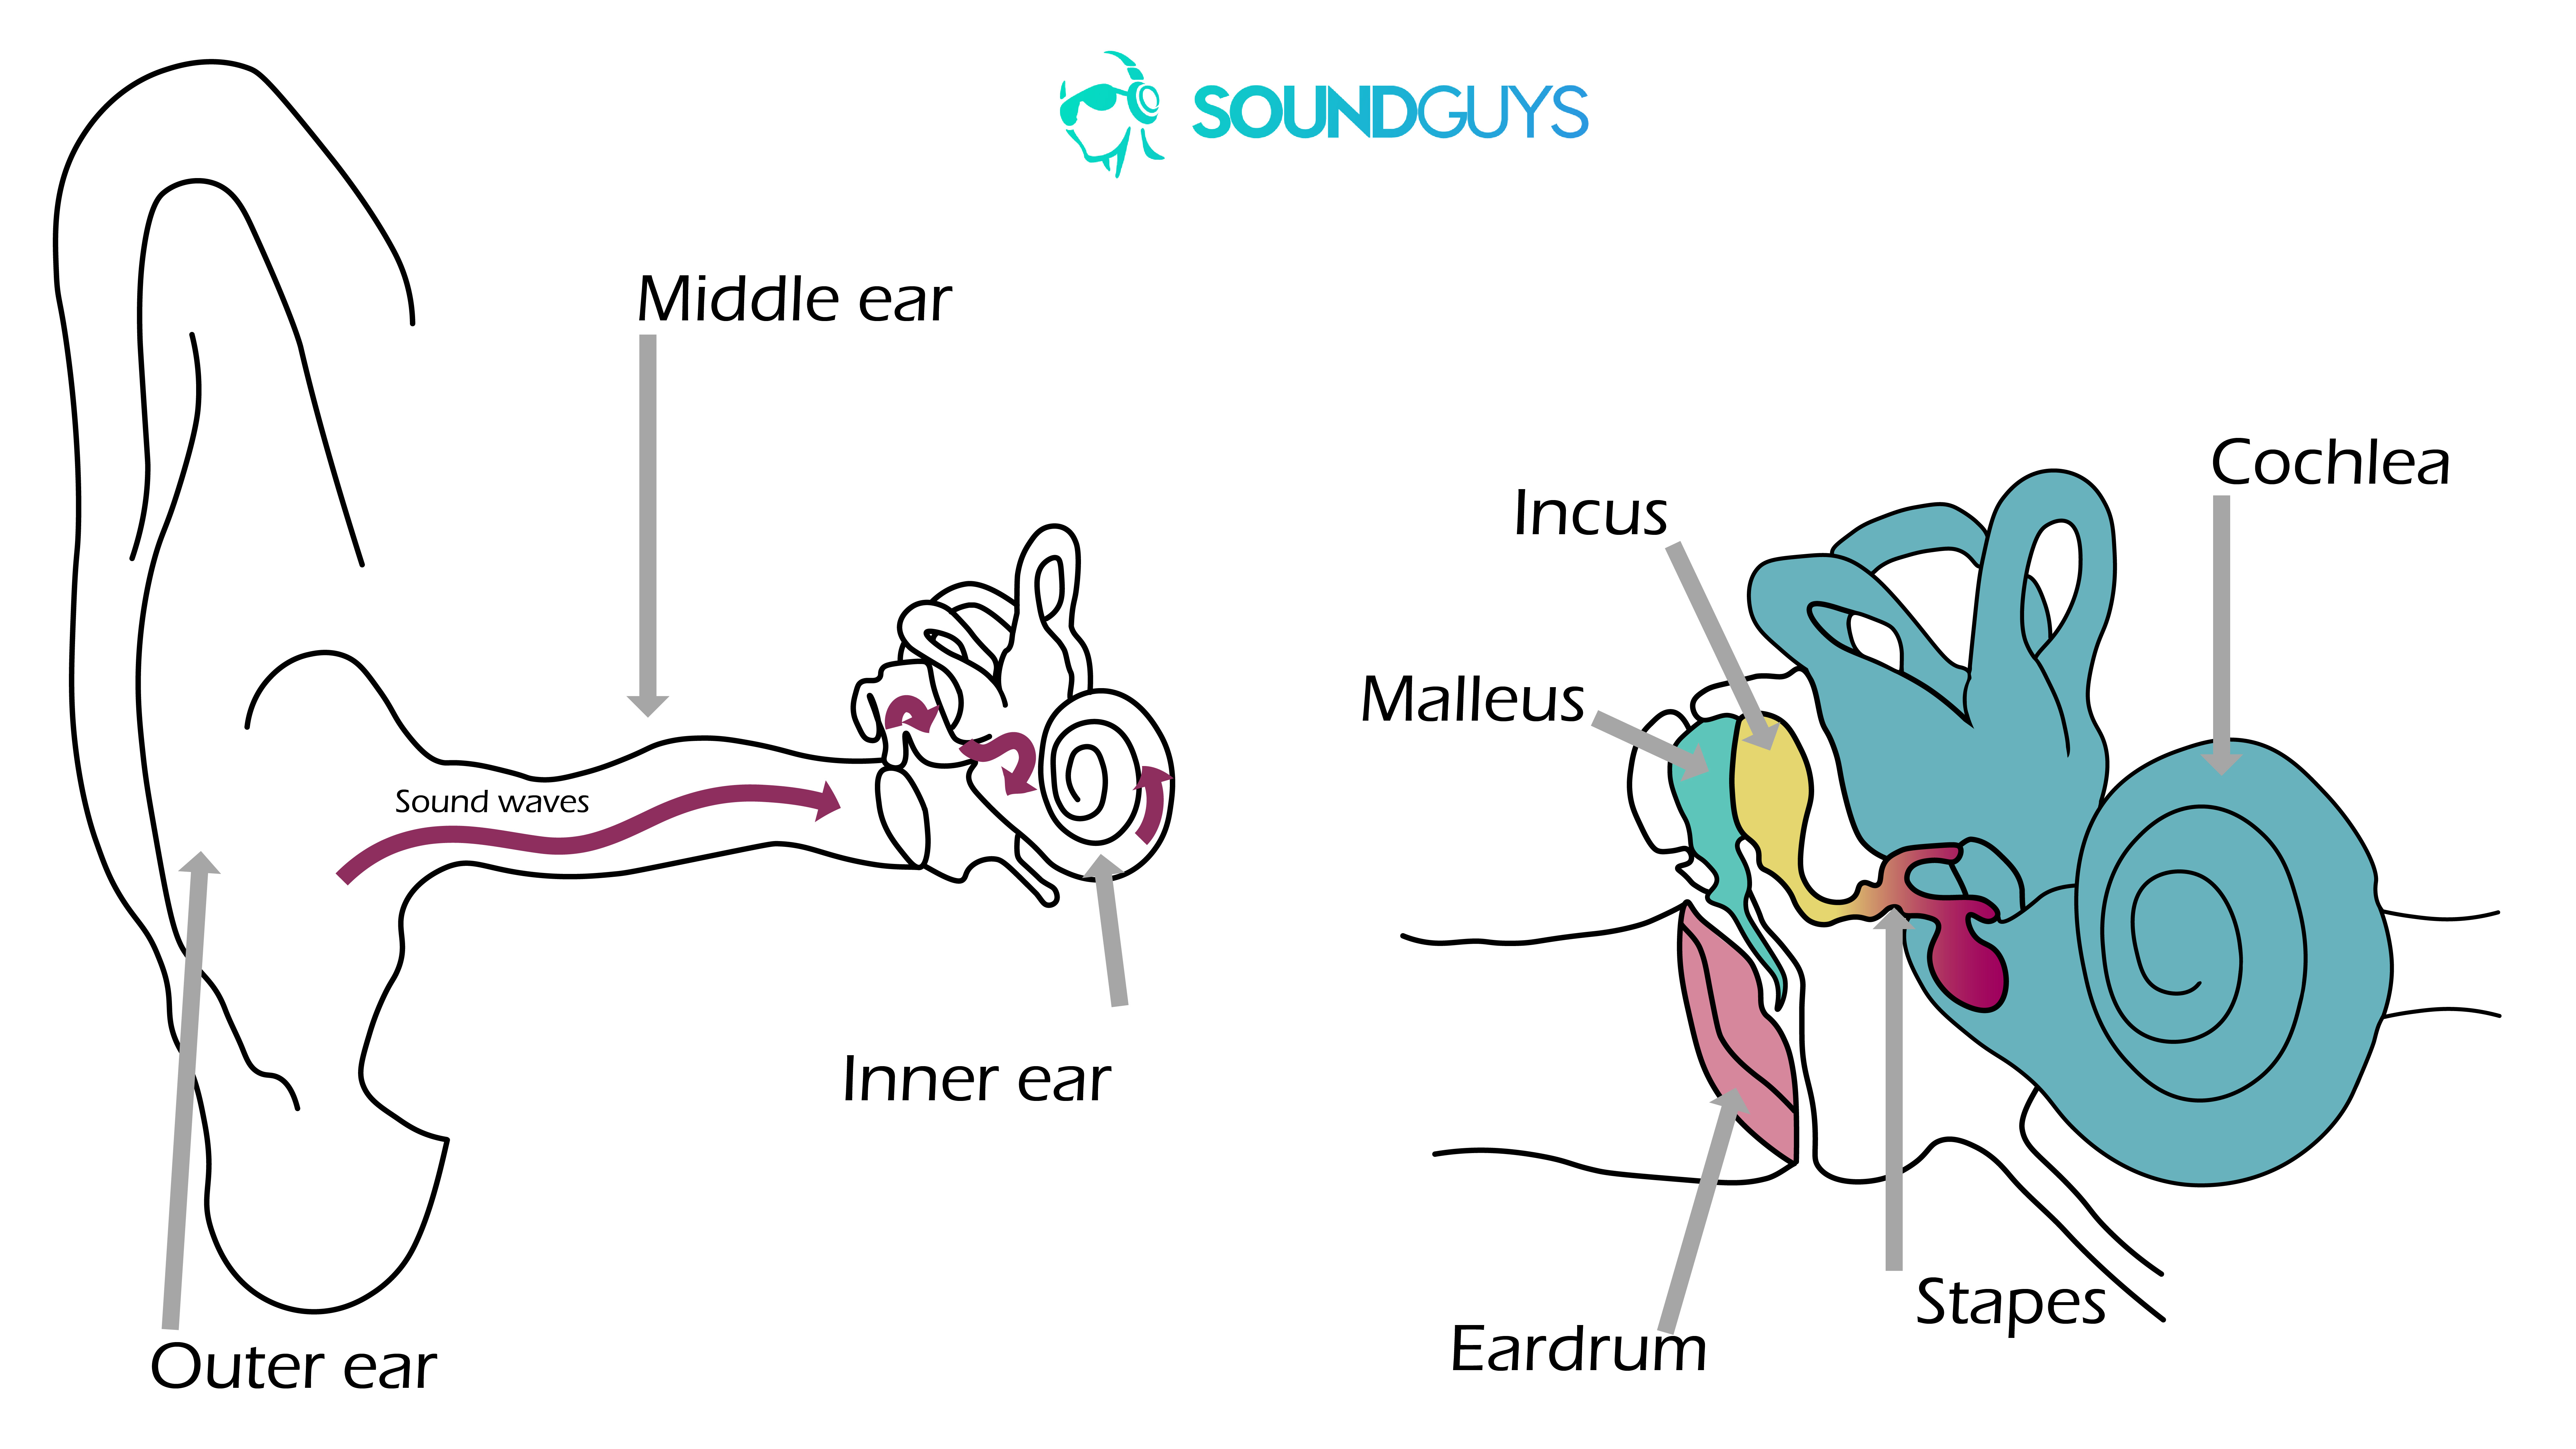 SOUNDGUYS
Middle ear
Sound waves
Inner ear
Outer ear
Cochlea
Incus
Malleus
Stapes
Eardrum